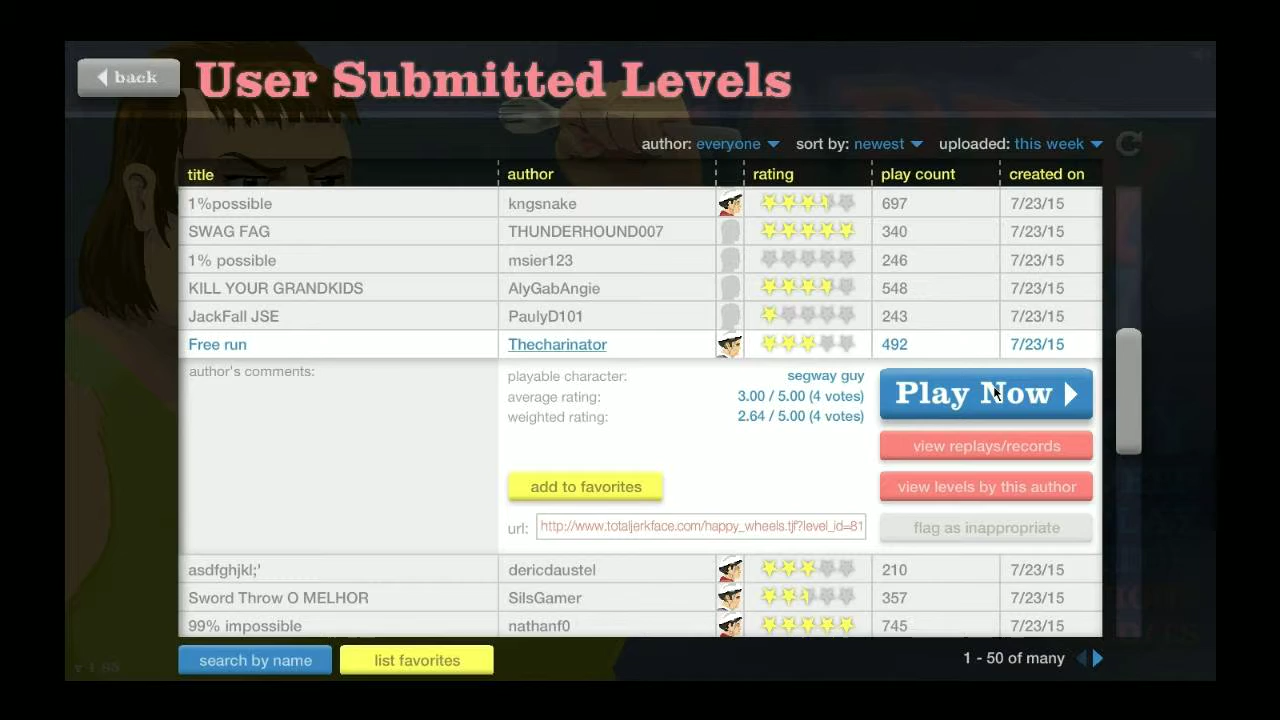 back
User Submitted Levels
author: everyone sort by: newest uploaded: this week
title author rating play count created on
1%possible kngsnake 697 7/23/15
SWAG FAG THUNDERHOUND007 340 7/23/15
1% possible msier123 246 7/23/15
KILL YOUR GRANDKIDS AlyGabAngie 548 7/23/15
JackFall JSE PaulyD101 243 7/23/15
Free run Thecharinator 492 7/23/15
author's comments:
playable character: segway guy
average rating: 3.00 / 5.00 (4 votes)
weighted rating: 2.64 / 5.00 (4 votes)
Play Now
view replays/records
add to favorites
view levels by this author
url: http://www.totaljerkface.com/happy_wheels.tjf?level_id=81
flag as inappropriate
asdfghjkl;' dericdaustel 210 7/23/15
Sword Throw O MELHOR SilsGamer 357 7/23/15
99% impossible nathanf0 745 7/23/15
search by name list favorites 1 - 50 of many
v 1.85